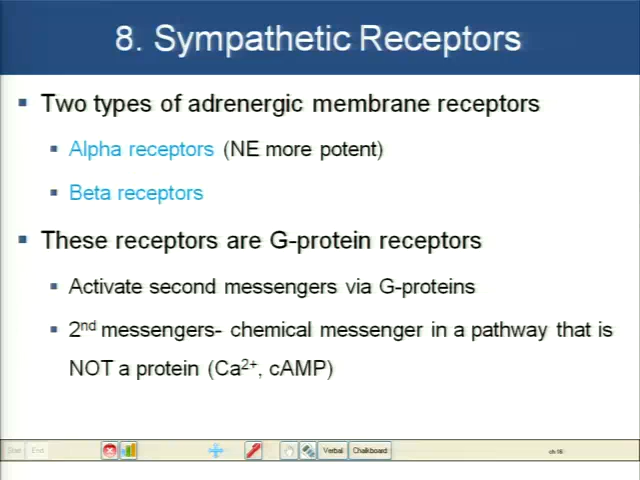 8. Sympathetic Receptors
Two types of adrenergic membrane receptors
Alpha receptors (NE more potent)
Beta receptors
These receptors are G-protein receptors
Activate second messengers via G-proteins
2nd messengers- chemical messenger in a pathway that is
NOT a protein (Ca2+, cAMP)
Start End Verbal Chalkboard